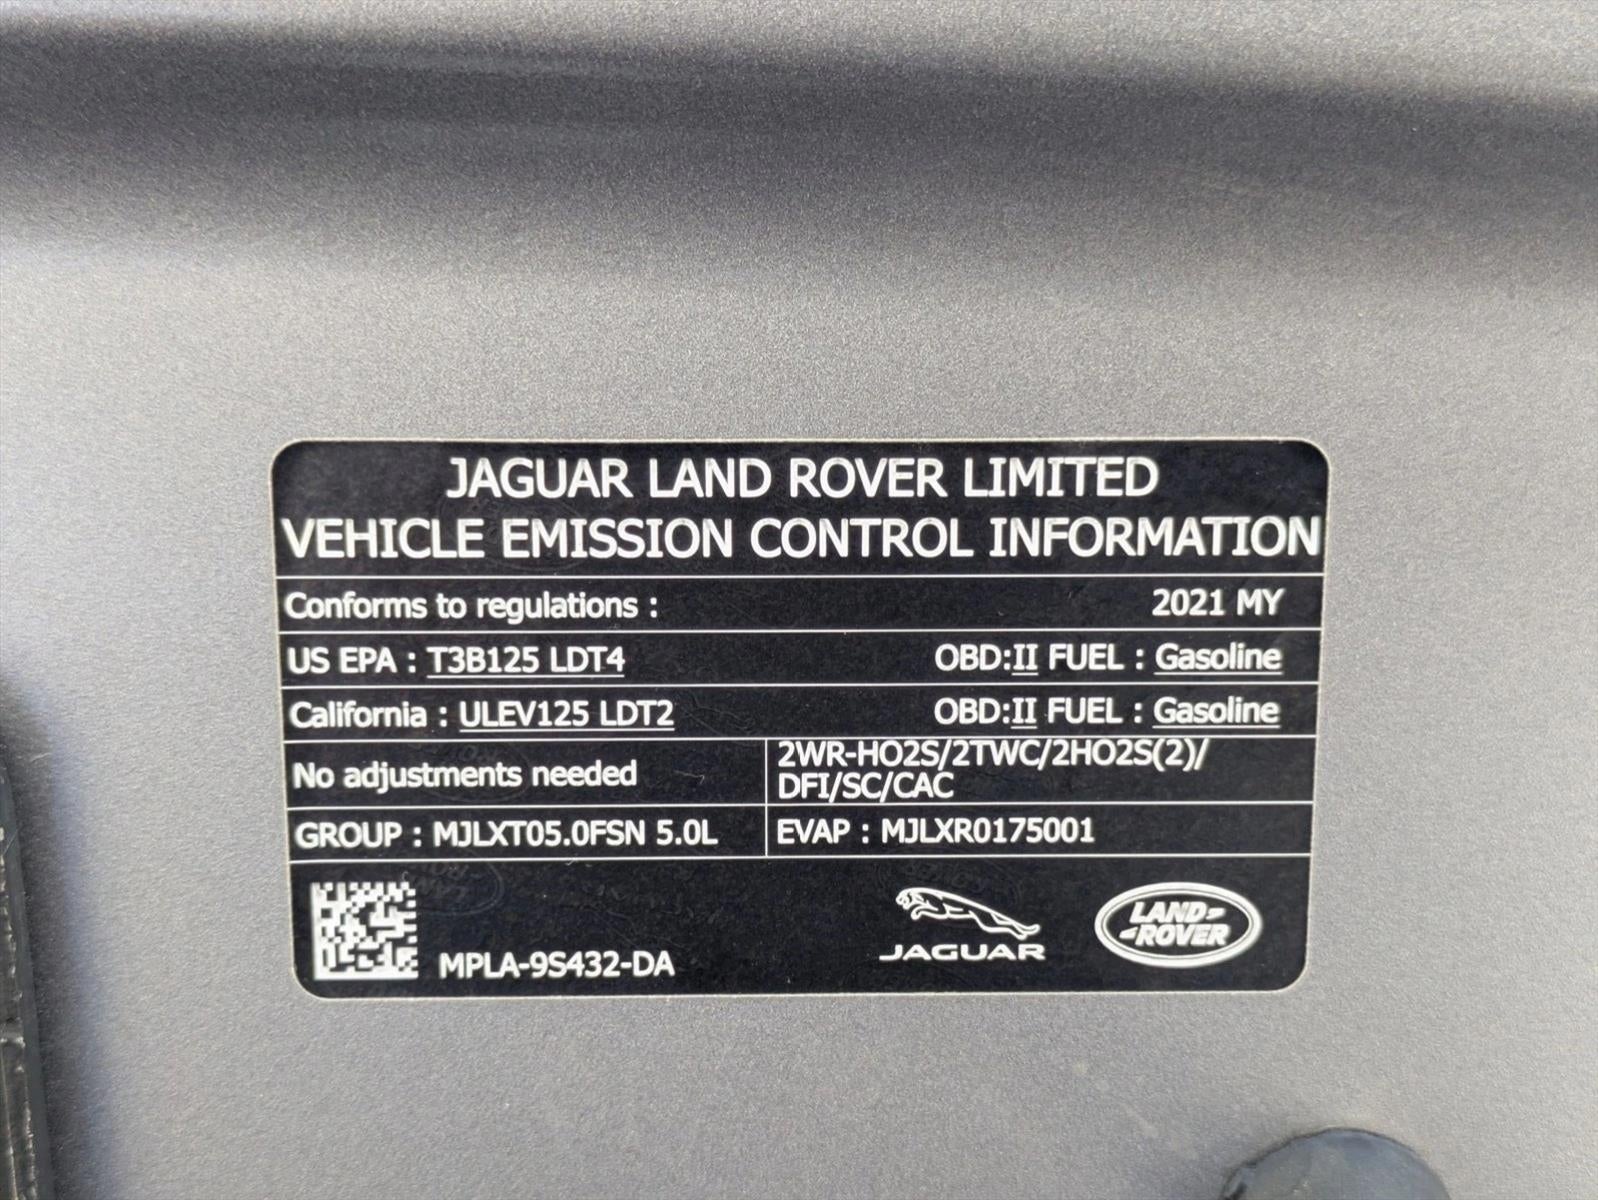 JAGUAR LAND ROVER LIMITED
VEHICLE EMISSION CONTROL INFORMATION
Conforms to regulations : 2021 MY
US EPA : T3B125 LDT4 OBD:II FUEL : Gasoline
California : ULEV125 LDT2 OBD:II FUEL : Gasoline
No adjustments needed
2WR-HO2S/2TWC/2HO2S(2)/
DFI/SC/CAC
GROUP : MJLXT05.0FSN 5.0L
EVAP : MJLXR0175001
MPLA-9S432-DA
JAGUAR
LAND
ROVER